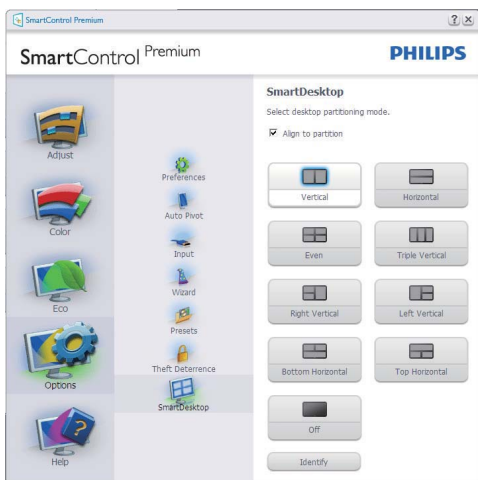 SmartControl Premium
SmartControl Premium
PHILIPS
Adjust
Color
Eco
Options
Help
Preferences
Auto Pivot
Input
Wizard
Presets
Theft Deterrence
SmartDesktop
SmartDesktop
Select desktop partitioning mode.
Align to partition
Vertical
Horizontal
Even
Triple Vertical
Right Vertical
Left Vertical
Bottom Horizontal
Top Horizontal
Off
Identify